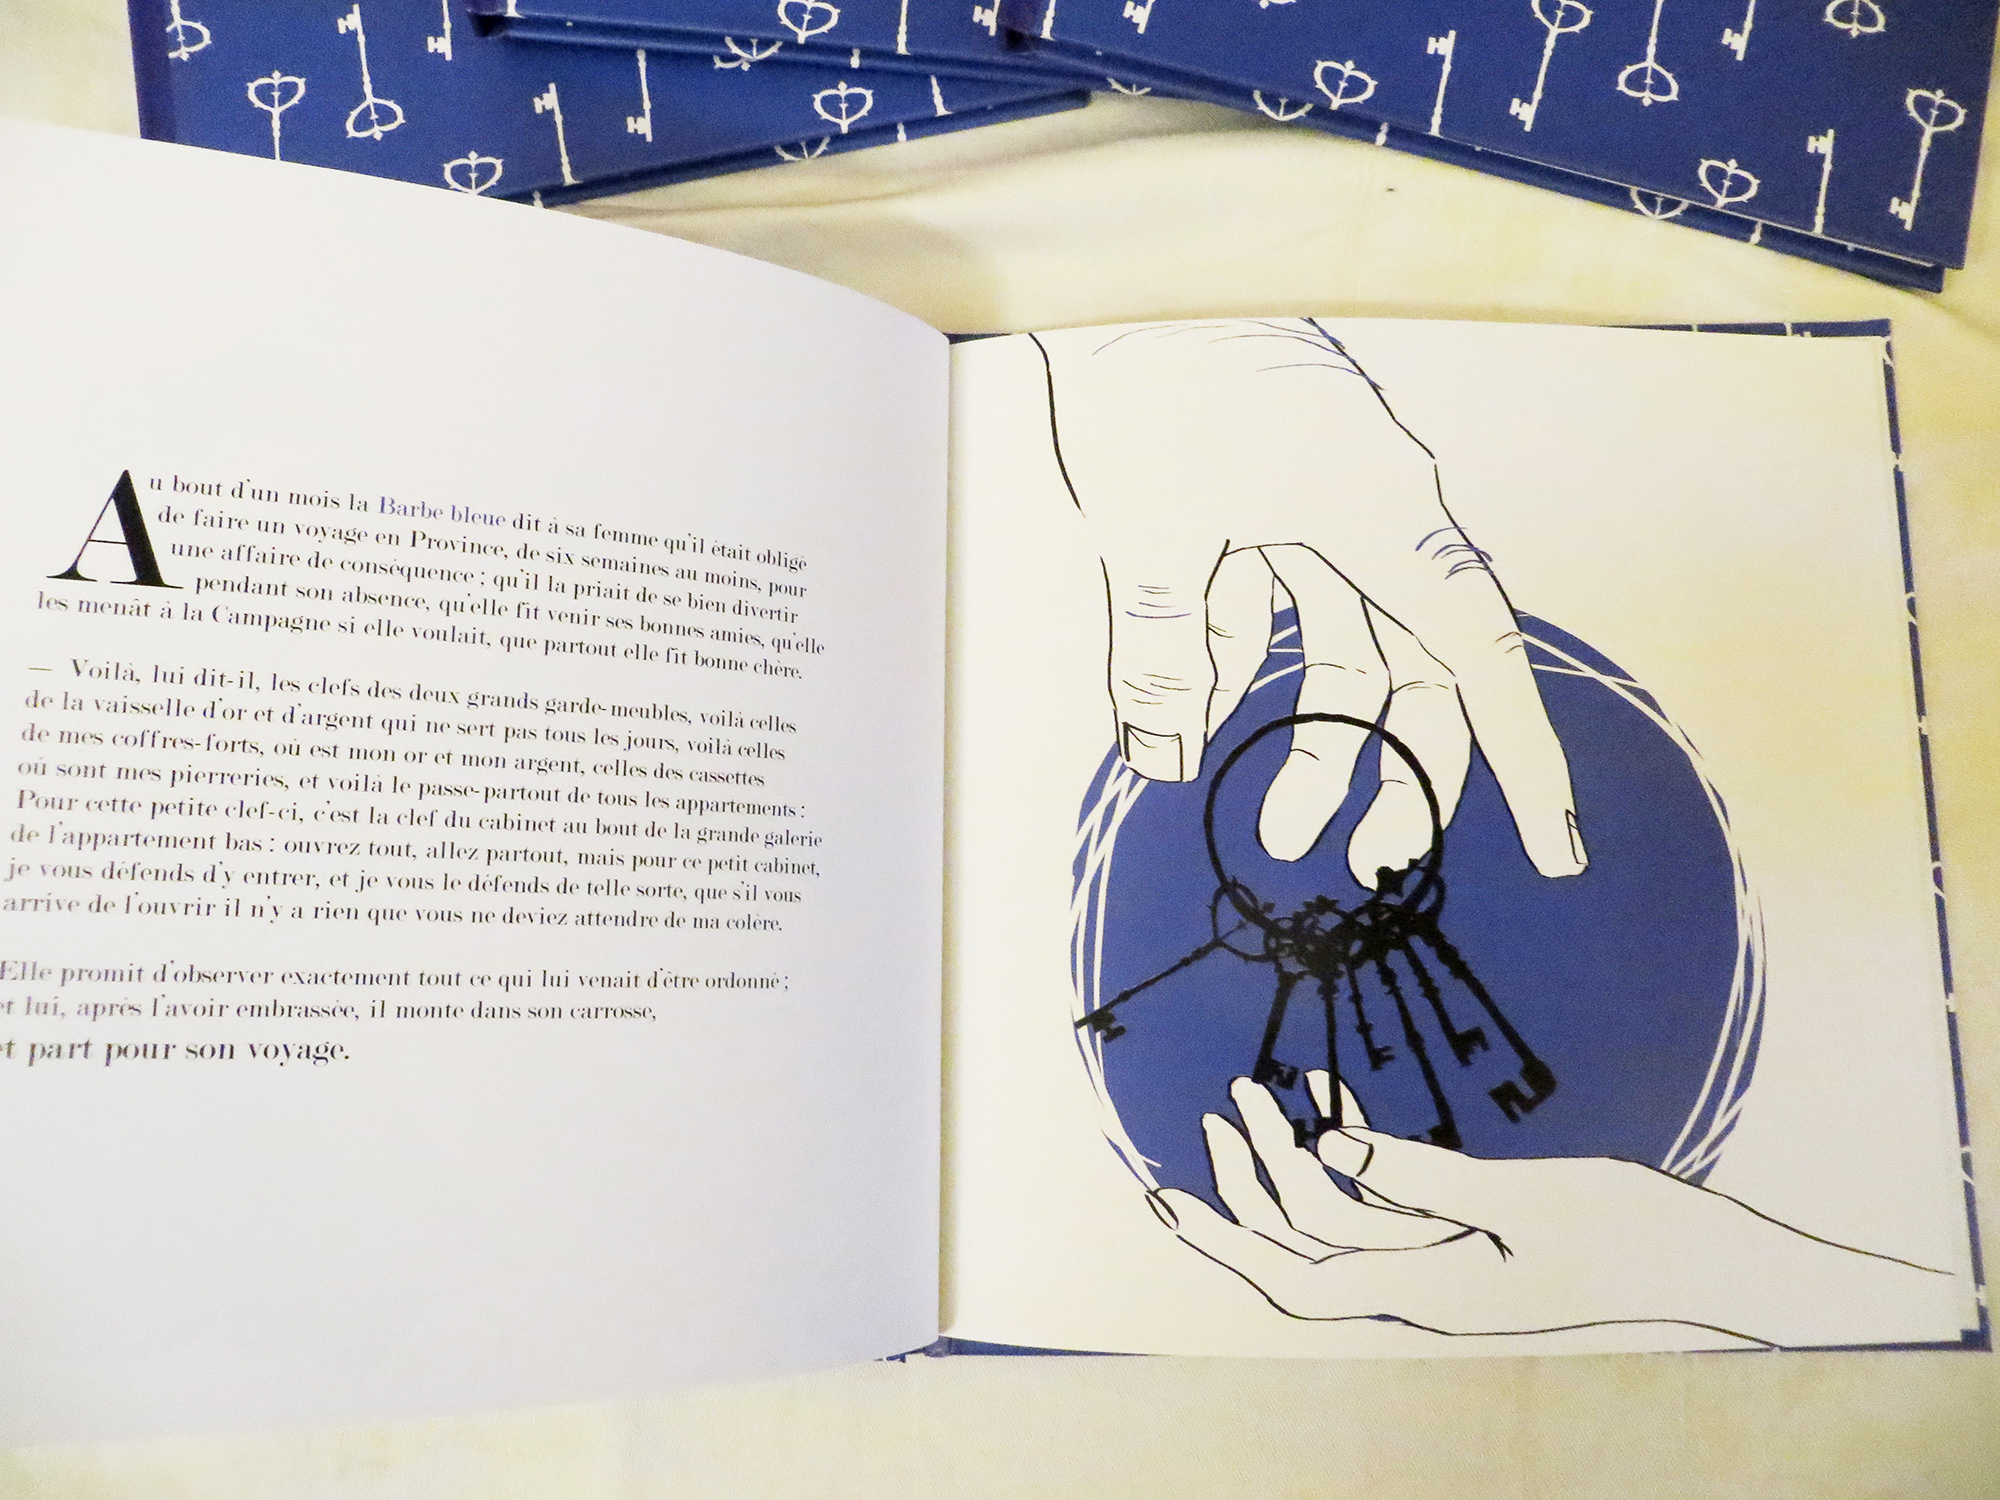 Au bout d'un mois la Barbe bleue dit à sa femme qu'il était obligé
de faire un voyage en Province, de six semaines au moins, pour
une affaire de conséquence ; qu'il la priait de se bien divertir
pendant son absence, qu'elle fit venir ses bonnes amies, qu'elle
les menât à la Campagne si elle voulait, que partout elle fit bonne chère.
— Voilà, lui dit-il, les clefs des deux grands garde-meubles, voilà celles
de la vaisselle d'or et d'argent qui ne sert pas tous les jours, voilà celles
de mes coffres-forts, où est mon or et mon argent, celles des cassettes
où sont mes pierreries, et voilà le passe-partout de tous les appartements :
Pour cette petite clef-ci, c'est la clef du cabinet au bout de la grande galerie
de l'appartement bas : ouvrez tout, allez partout, mais pour ce petit cabinet,
je vous défends d'y entrer, et je vous le défends de telle sorte, que s'il vous
arrive de l'ouvrir il n'y a rien que vous ne deviez attendre de ma colère.
Elle promit d'observer exactement tout ce qui lui venait d'être ordonné ;
et lui, après l'avoir embrassée, il monte dans son carrosse,
et part pour son voyage.